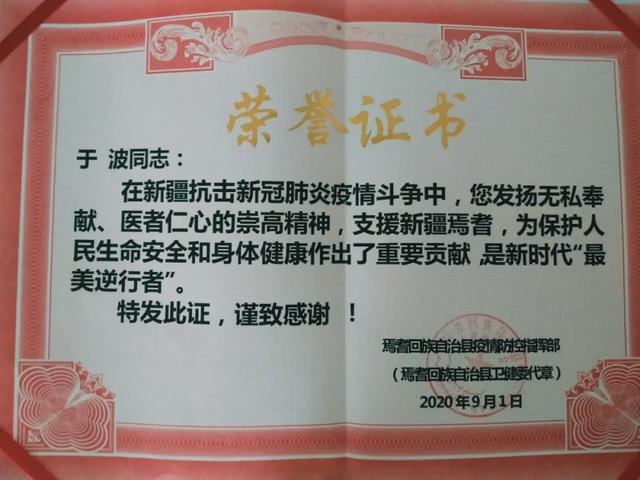 荣誉证书
于 波同志：
在新疆抗击新冠肺炎疫情斗争中，您发扬无私奉
献、医者仁心的崇高精神，支援新疆焉耆，为保护人
民生命安全和身体健康作出了重要贡献，是新时代“最
美逆行者”。
特发此证，谨致感谢 ！
焉耆回族自治县疫情防控指挥部
（焉耆回族自治县卫健委代章）
2020年9月1日